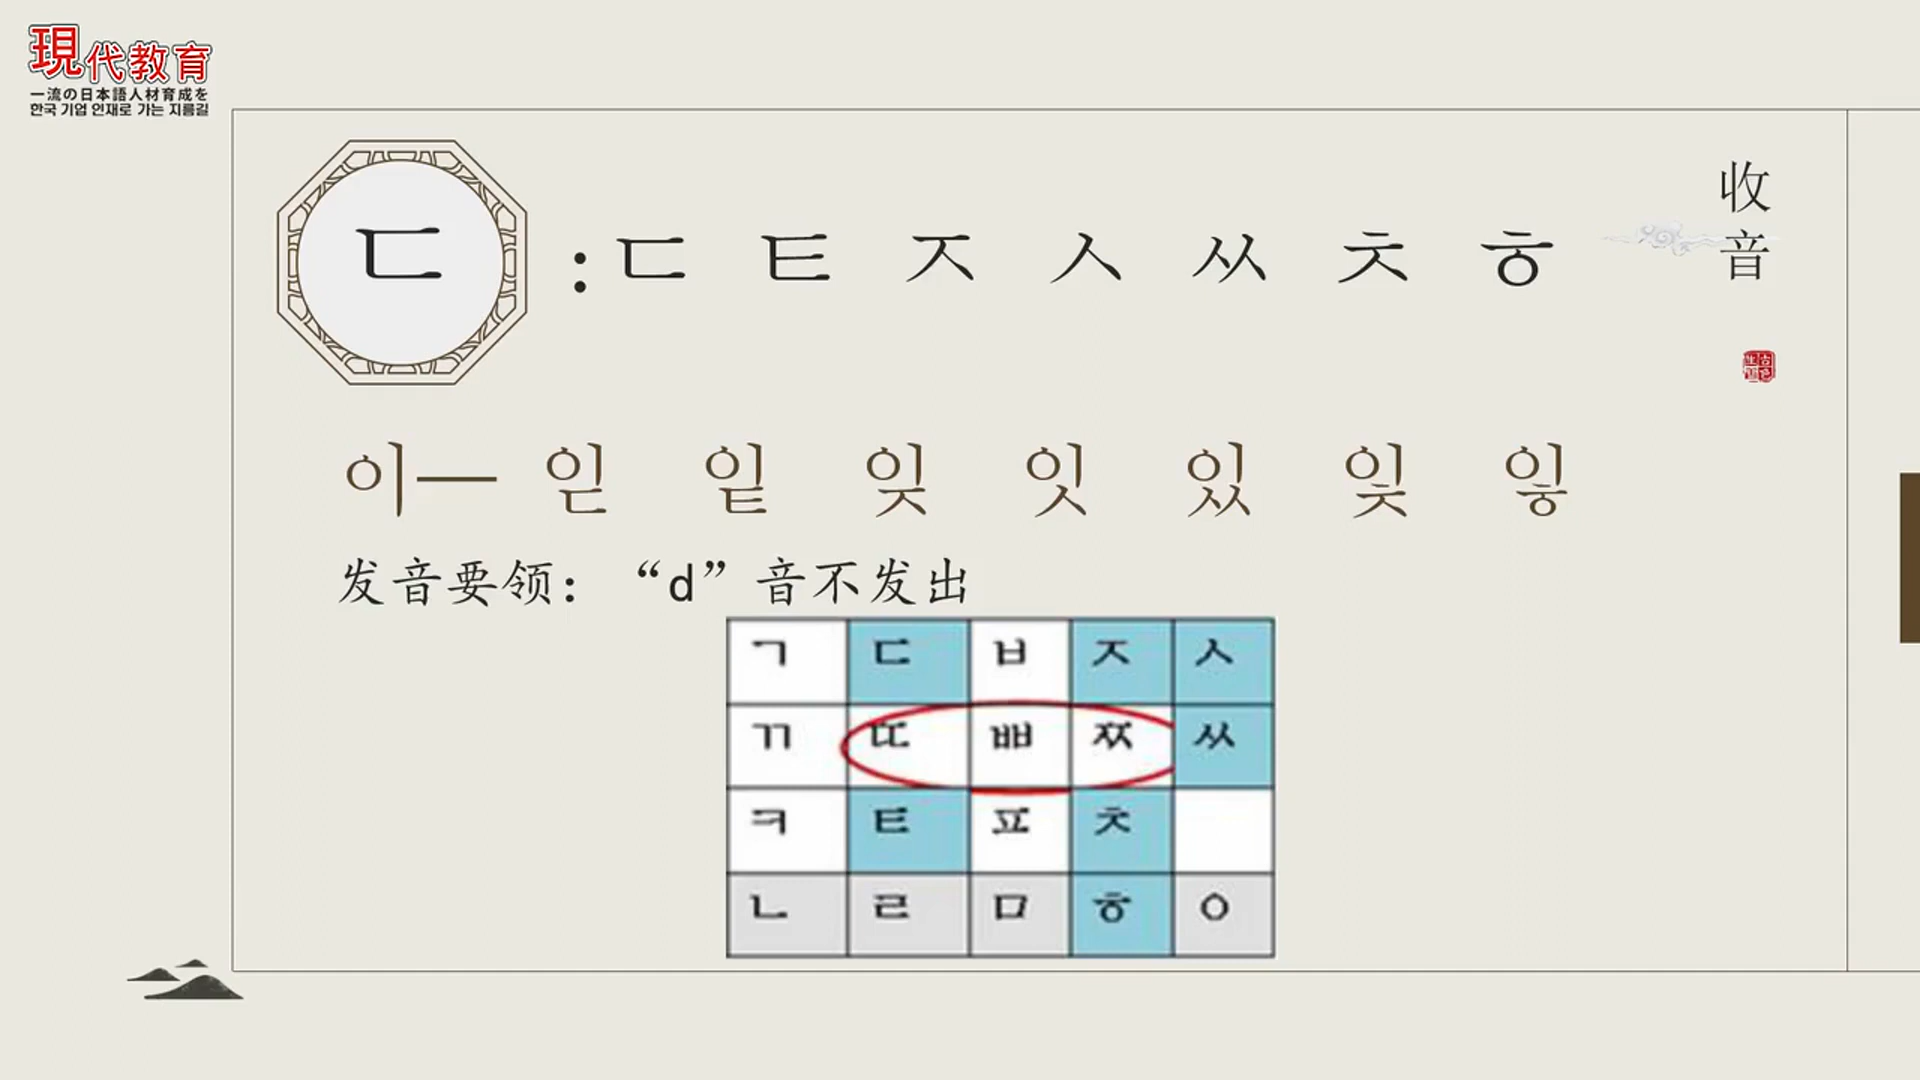 現代教育
一流の日本語人材育成を
한국 기업 인재로 가는 지름길
收音
ㄷ :ㄷ ㅌ ㅈ ㅅ ㅆ ㅊ ㅎ
이— 읻 잍 잊 잇 있 잋 잏
发音要领：“d”音不发出
ㄱ ㄷ ㅂ ㅈ ㅅ
ㄲ ㄸ ㅃ ㅉ ㅆ
ㅋ ㅌ ㅍ ㅊ
ㄴ ㄹ ㅁ ㅎ ㅇ